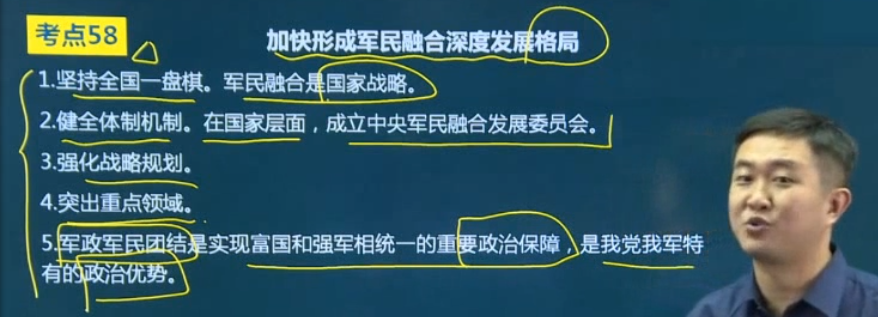 考点58
加快形成军民融合深度发展格局
1.坚持全国一盘棋。军民融合是国家战略。
2.健全体制机制。在国家层面，成立中央军民融合发展委员会。
3.强化战略规划。
4.突出重点领域。
5.军政军民团结是实现富国和强军相统一的重要政治保障，是我党我军特
有的政治优势。